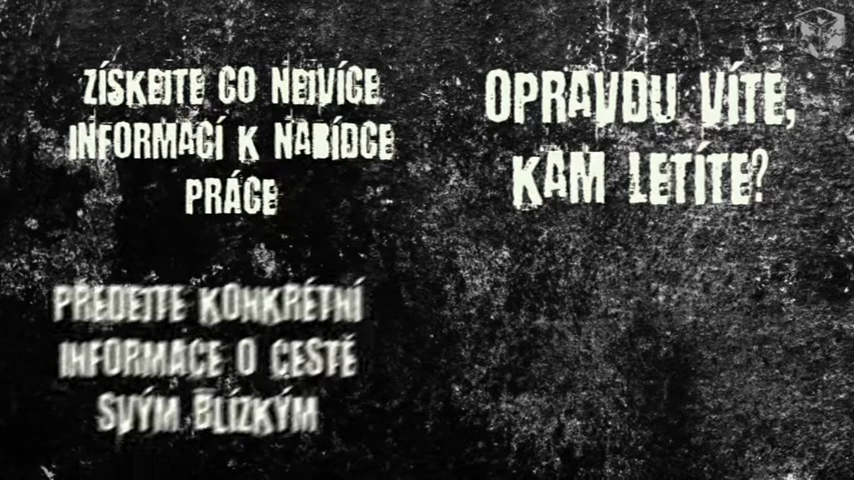 ZÍSKEJTE CO NEJVÍCE
INFORMACÍ K NABÍDCE
PRÁCE
OPRAVDU VÍTE,
KAM LETÍTE?
PŘEDEJTE KONKRÉTNÍ
INFORMACE O CESTĚ
SVÝM BLÍZKÝM